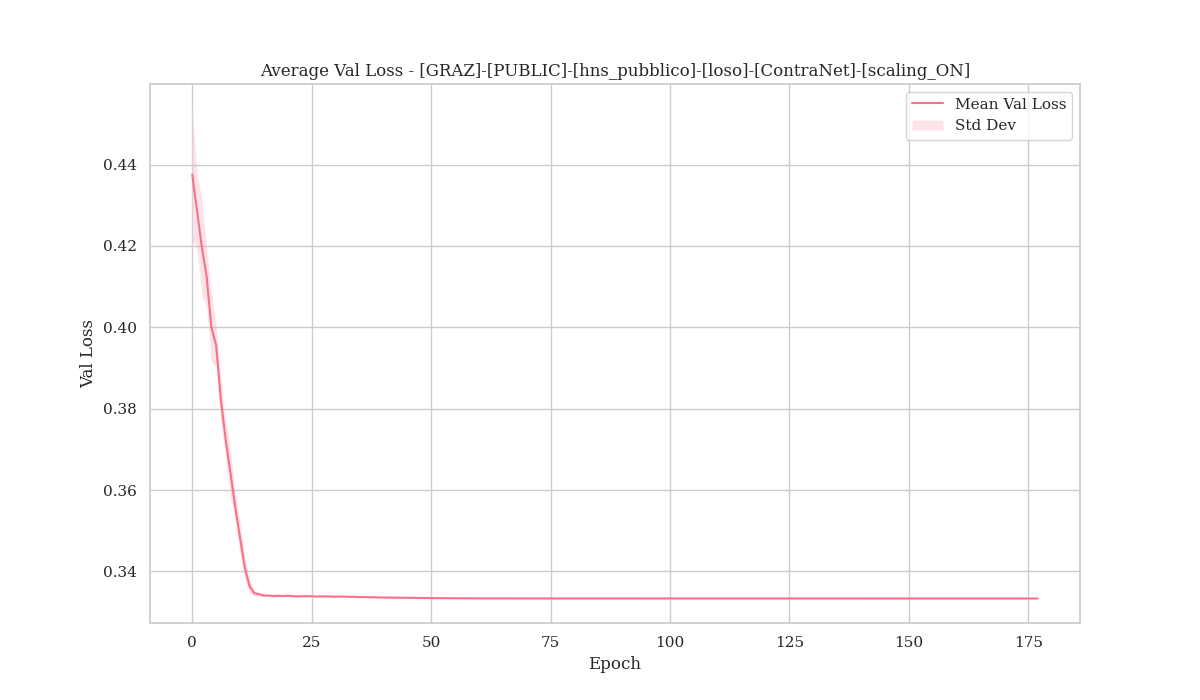 Average Val Loss - [GRAZ]-[PUBLIC]-[hns_pubblico]-[loso]-[ContraNet]-[scaling_ON]
Mean Val Loss
Std Dev
0.44
0.42
0.40
0.38
0.36
0.34
Val Loss
0
25
50
75
100
125
150
175
Epoch